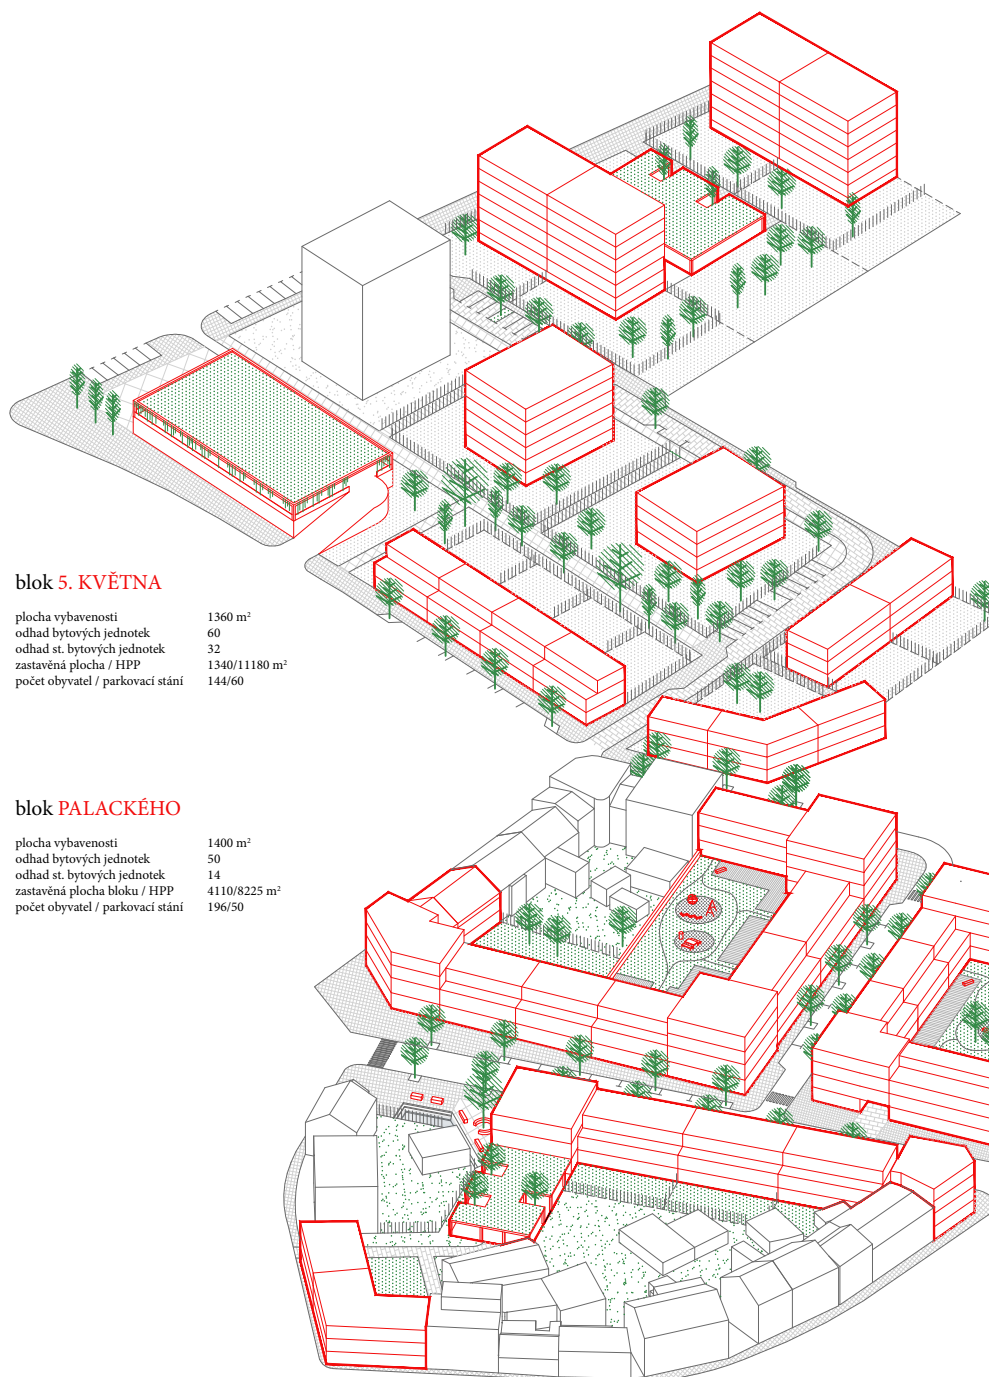 blok 5. KVĚTNA
plocha vybavenosti 1360 m²
odhad bytových jednotek 60
odhad st. bytových jednotek 32
zastavěná plocha / HPP 1340/11180 m²
počet obyvatel / parkovací stání 144/60
blok PALACKÉHO
plocha vybavenosti 1400 m²
odhad bytových jednotek 50
odhad st. bytových jednotek 14
zastavěná plocha bloku / HPP 4110/8225 m²
počet obyvatel / parkovací stání 196/50